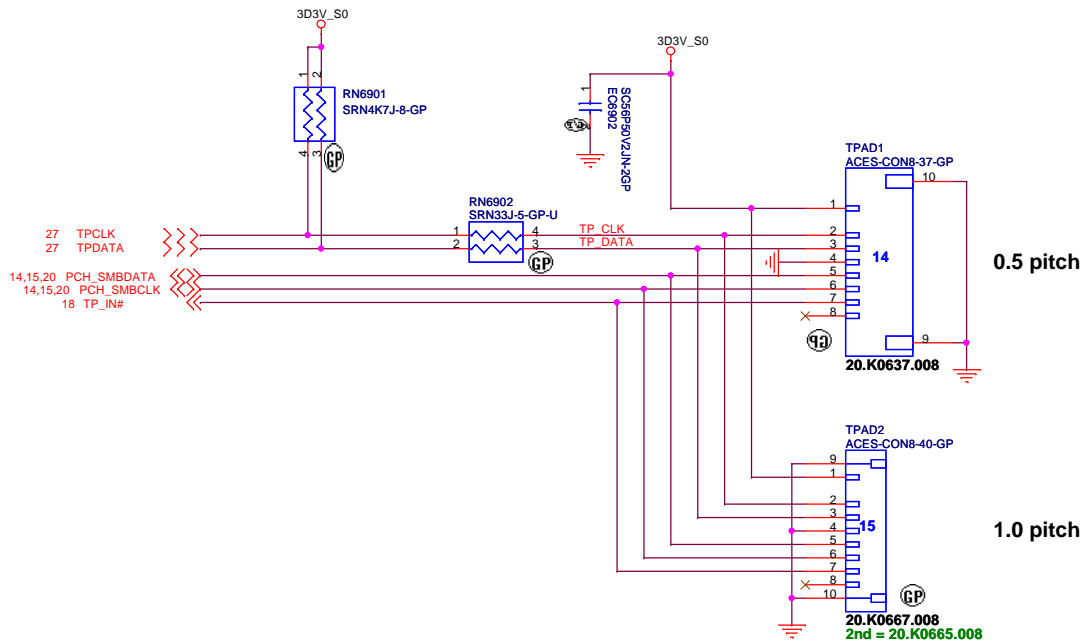 3D3V_S0
1 2
RN6901
SRN4K7J-8-GP
4 3
GP
3D3V_S0
1
2
SC56P50V2JN-2GP
EC6902
GP
RN6902
SRN33J-5-GP-U
27 TPCLK
27 TPDATA
1 4
2 3
TP_CLK
TP_DATA
GP
14,15,20 PCH_SMBDATA
14,15,20 PCH_SMBCLK
18 TP_IN#
TPAD1
ACES-CON8-37-GP
10
1
2
3
4
5
6
7
8
9
14
GP
20.K0637.008
0.5 pitch
TPAD2
ACES-CON8-40-GP
9
1
2
3
4
5
6
7
8
10
15
GP
20.K0667.008
2nd = 20.K0665.008
1.0 pitch